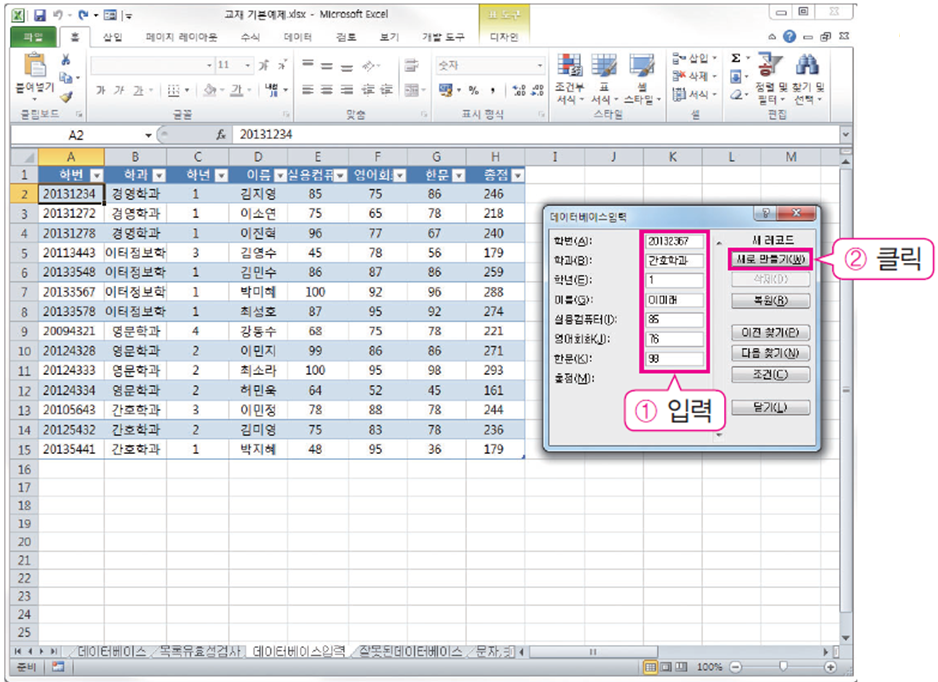 교재 기본예제.xlsx - Microsoft Excel
표 도구
파일 홈 삽입 페이지 레이아웃 수식 데이터 검토 보기 개발 도구 디자인
붙여넣기
클립보드
11
가 가 가
글꼴
맞춤
숫자
% ,
표시 형식
조건부 서식 표 서식 셀 스타일
스타일
삽입
삭제
서식
셀
Σ
정렬 및 필터 찾기 및 선택
편집
A2 fx 20131234
A B C D E F G H I J K L M
1 학번 학과 학년 이름 실용컴퓨 영어회 한문 총점
2 20131234 경영학과 1 김지영 85 75 86 246
3 20131272 경영학과 1 이소연 75 65 78 218
4 20131278 경영학과 1 이진혁 96 77 67 240
5 20113443 이터정보학 3 김영수 45 78 56 179
6 20133548 이터정보학 1 김민수 86 87 86 259
7 20133567 이터정보학 1 박미혜 100 92 96 288
8 20133578 이터정보학 1 최성호 87 95 92 274
9 20094321 영문학과 4 강동수 68 75 78 221
10 20124328 영문학과 2 이민지 99 86 86 271
11 20124333 영문학과 2 최소라 100 95 98 293
12 20124334 영문학과 2 허민욱 64 52 45 161
13 20105643 간호학과 3 이민정 78 88 78 244
14 20125432 간호학과 2 김미영 75 83 78 236
15 20135441 간호학과 1 박지혜 48 95 36 179
16
17
18
19
20
21
22
23
24
25
데이터베이스입력
학번(A): 20132367
학과(B): 간호학과
학년(E): 1
이름(G): 이미래
실용컴퓨터(I): 85
영어회화(J): 76
한문(K): 98
총점(M):
새 레코드
새로 만들기(W)
삭제(D)
복원(R)
이전 찾기(P)
다음 찾기(N)
조건(C)
닫기(L)
① 입력
② 클릭
데이터베이스 목록유효성검사 데이터베이스입력 잘못된데이터베이스
준비 100%